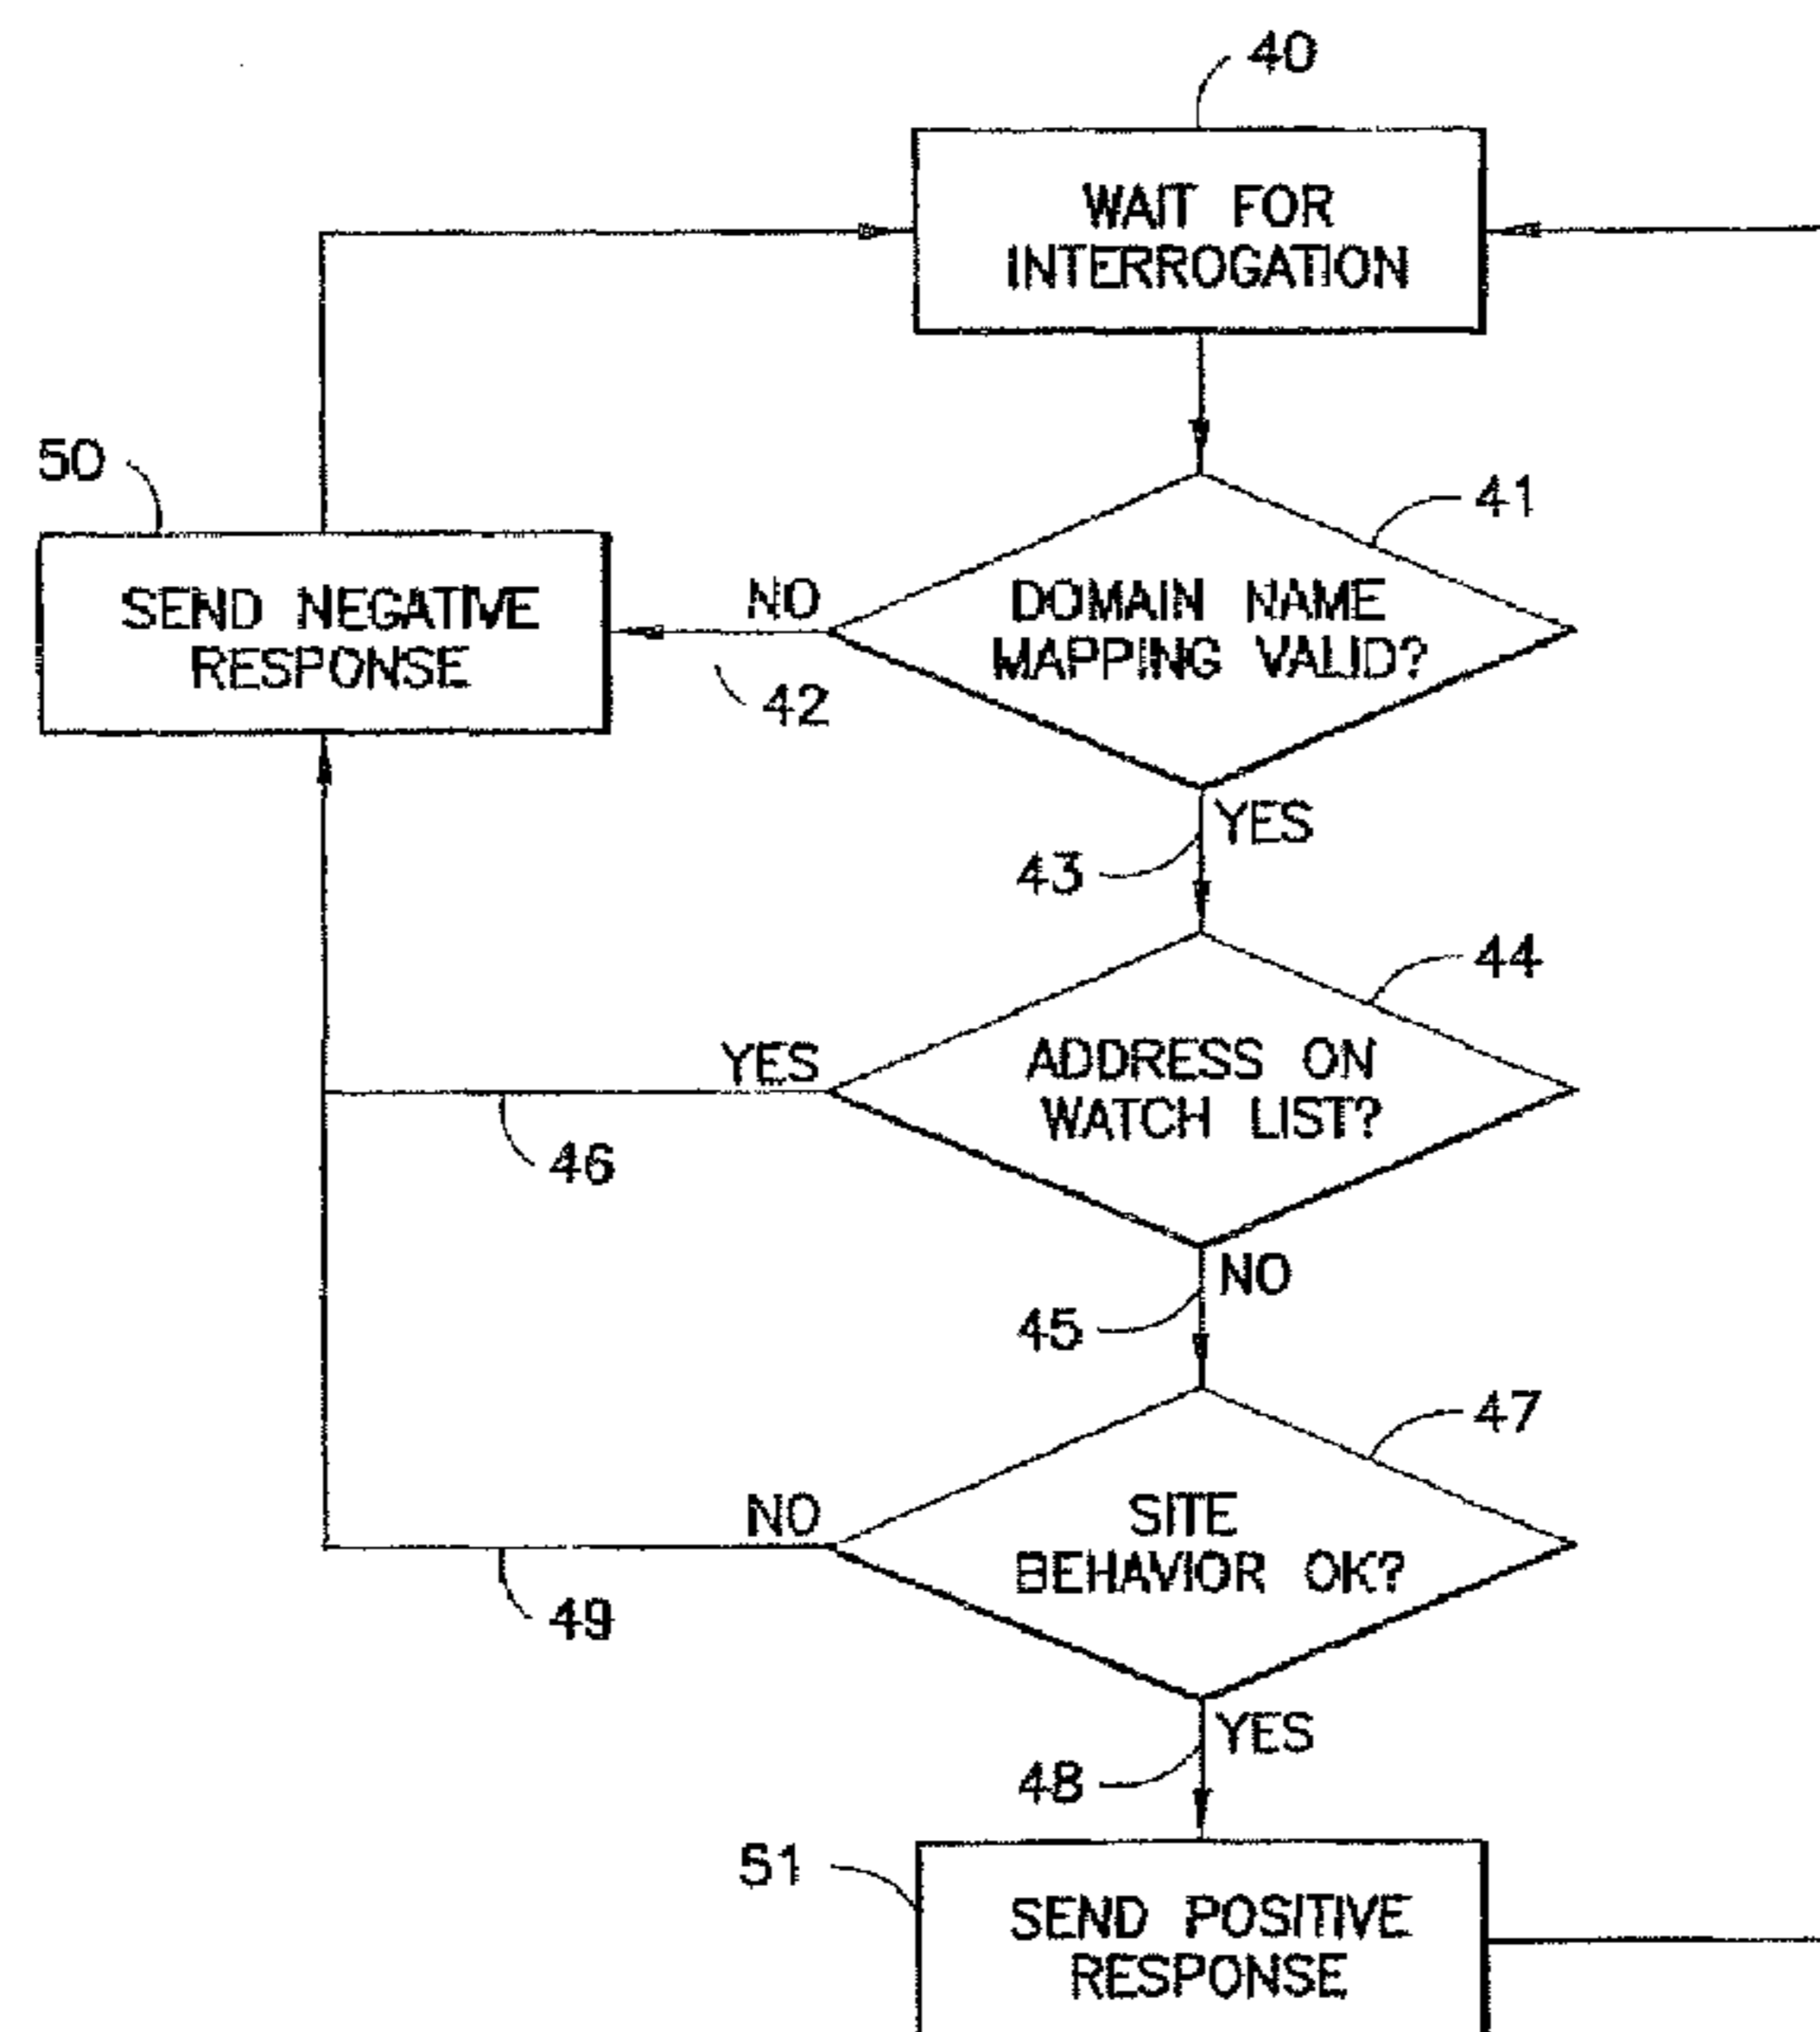 40
WAIT FOR
INTERROGATION
50
41
SEND NEGATIVE
RESPONSE
NO
DOMAIN NAME
MAPPING VALID?
42
YES
43
44
YES
ADDRESS ON
WATCH LIST?
46
NO
45
47
NO
SITE
BEHAVIOR OK?
49
YES
48
51
SEND POSITIVE
RESPONSE